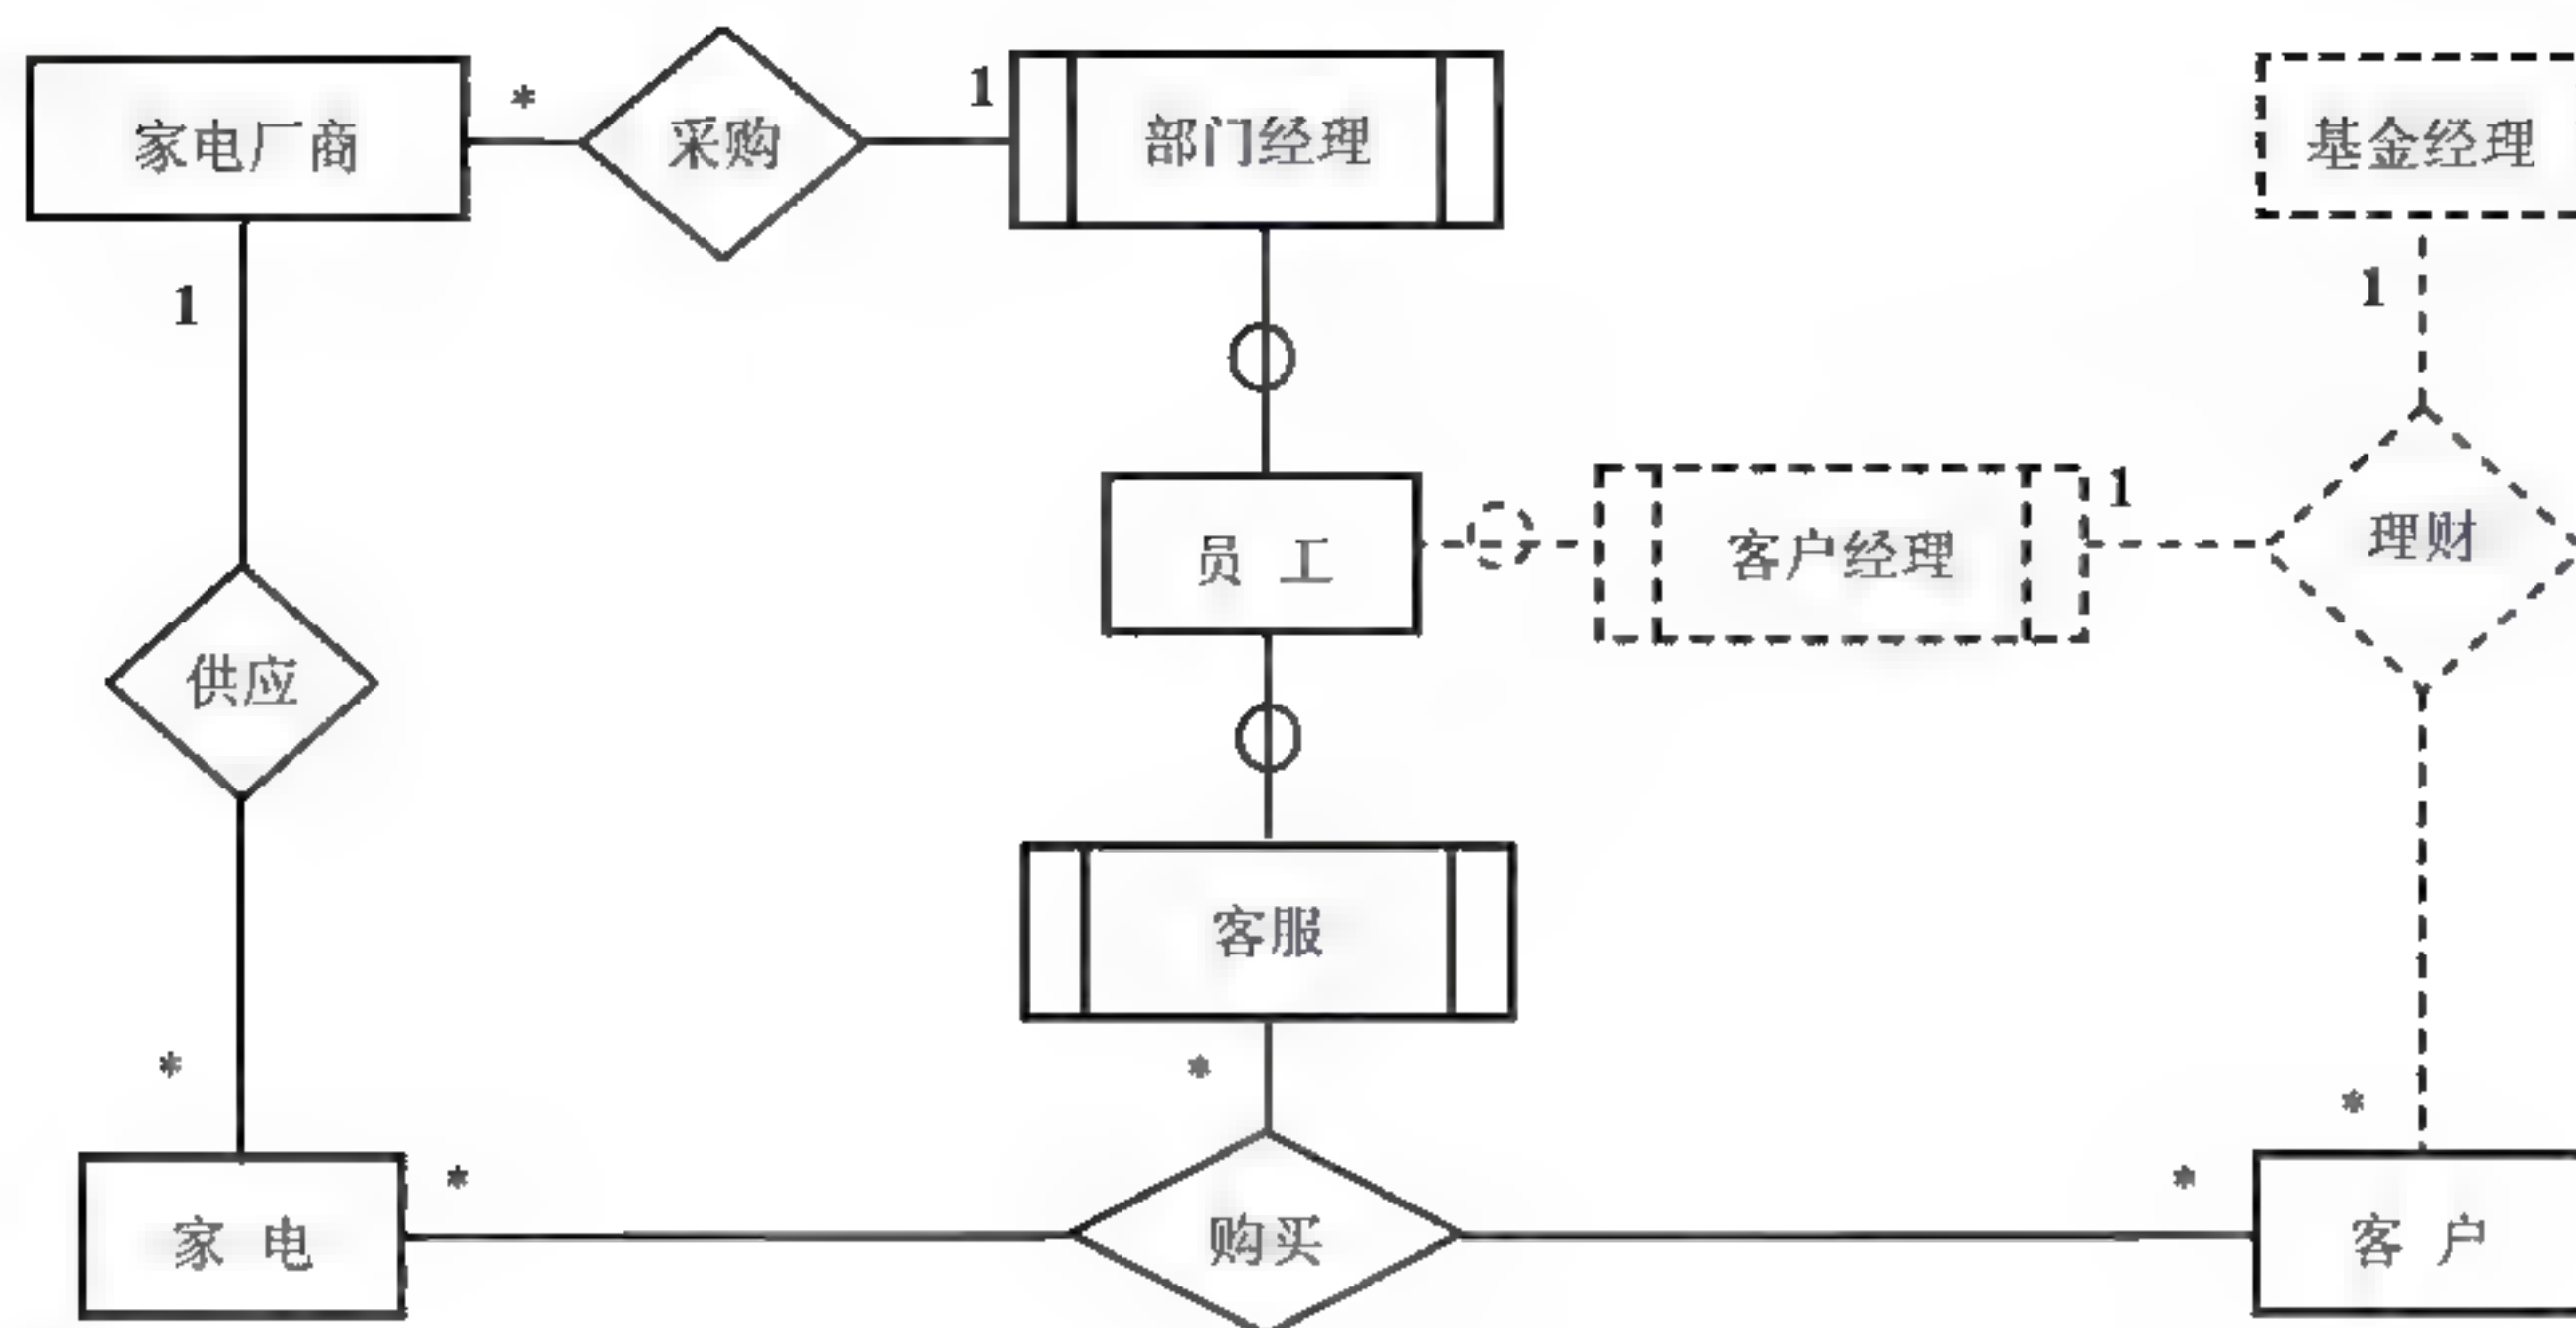 家电厂商
*
采购
1
部门经理
基金经理
1
1
员 工
客户经理
1
理财
供应
客服
*
*
*
*
*
家 电
购买
客 户